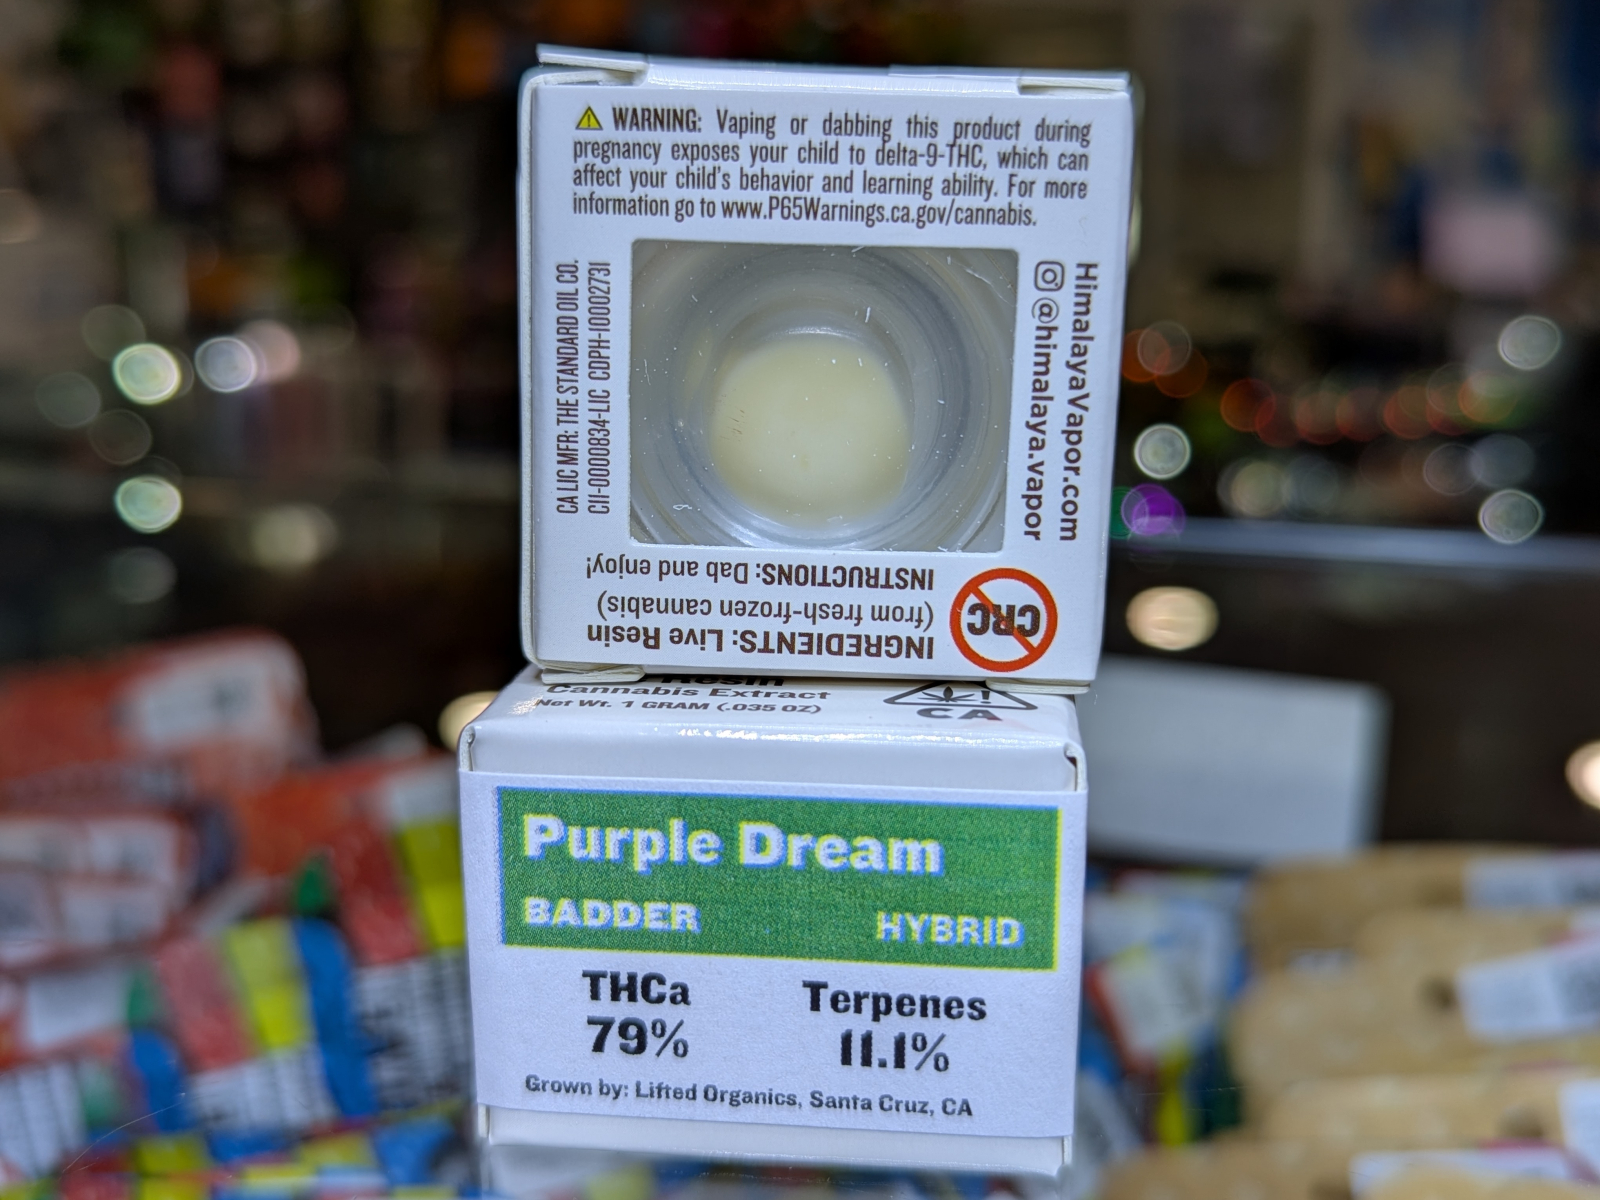 ⚠ WARNING: Vaping or dabbing this product during
pregnancy exposes your child to delta-9-THC, which can
affect your child's behavior and learning ability. For more
information go to www.P65Warnings.ca.gov/cannabis.
CA LIC MFR: THE STANDARD OIL CO.
C11-0000834-LIC CDPH-10002731
HimalayaVapor.com
@himalaya.vapor
INGREDIENTS: Live Resin
(from fresh-frozen cannabis)
INSTRUCTIONS: Dab and enjoy!
CRC
Resin
Cannabis Extract
Net Wt. 1 GRAM (.035 OZ)
CA
Purple Dream
BADDER HYBRID
THCa Terpenes
79% 11.1%
Grown by: Lifted Organics, Santa Cruz, CA